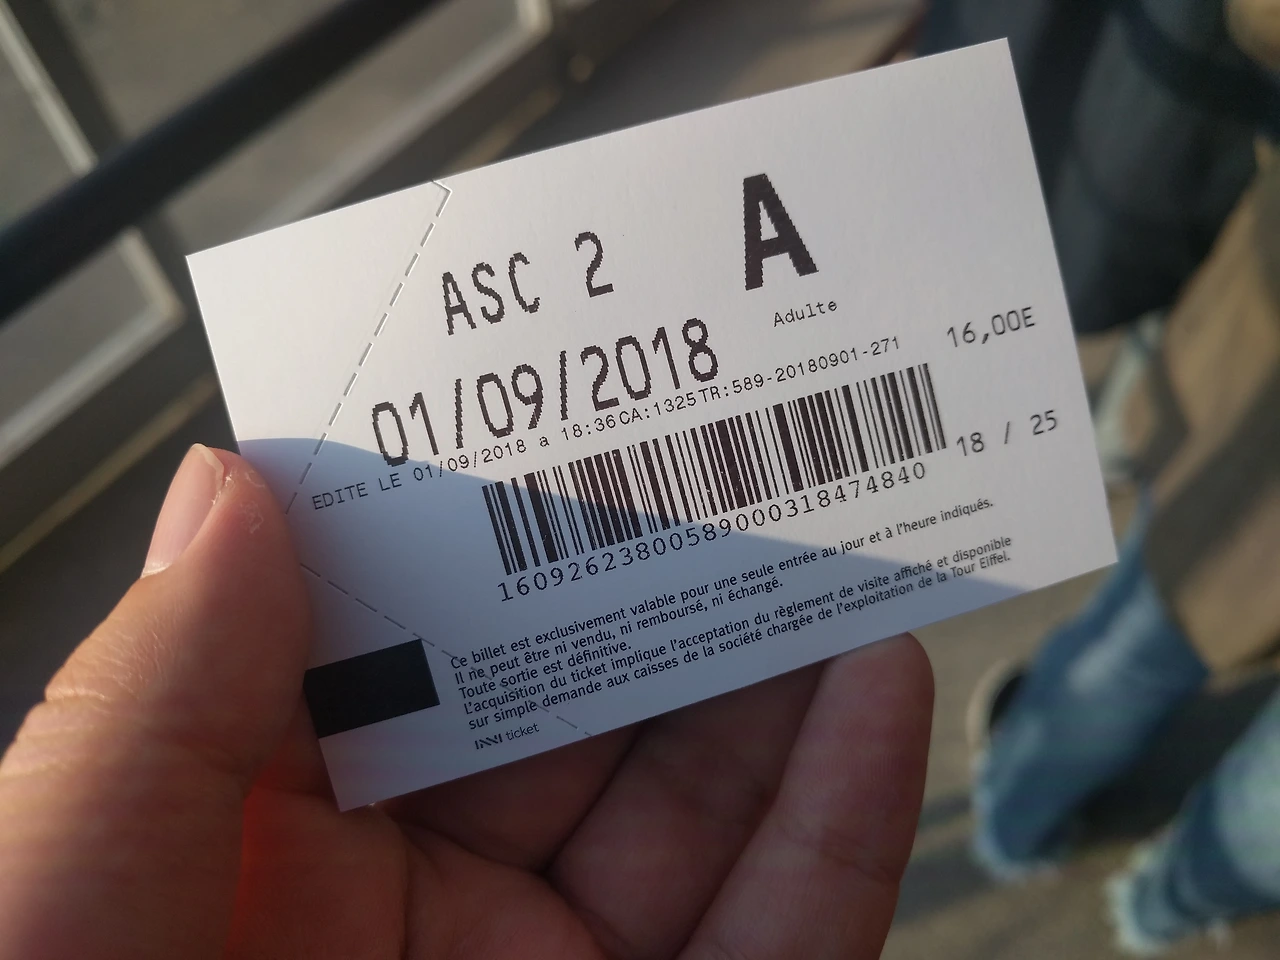 ASC 2
A
Adulte
01/09/2018
16,00E
EDITE LE 01/09/2018 a 18:36CA:1325TR:589-20180901-271
18 / 25
16092623800589000318474840
Ce billet est exclusivement valable pour une seule entrée au jour et à l'heure indiqués.
Il ne peut être ni vendu, ni remboursé, ni échangé.
Toute sortie est définitive.
L'acquisition du ticket implique l'acceptation du règlement de visite affiché et disponible
sur simple demande aux caisses de la société chargée de l'exploitation de la Tour Eiffel.
ticket